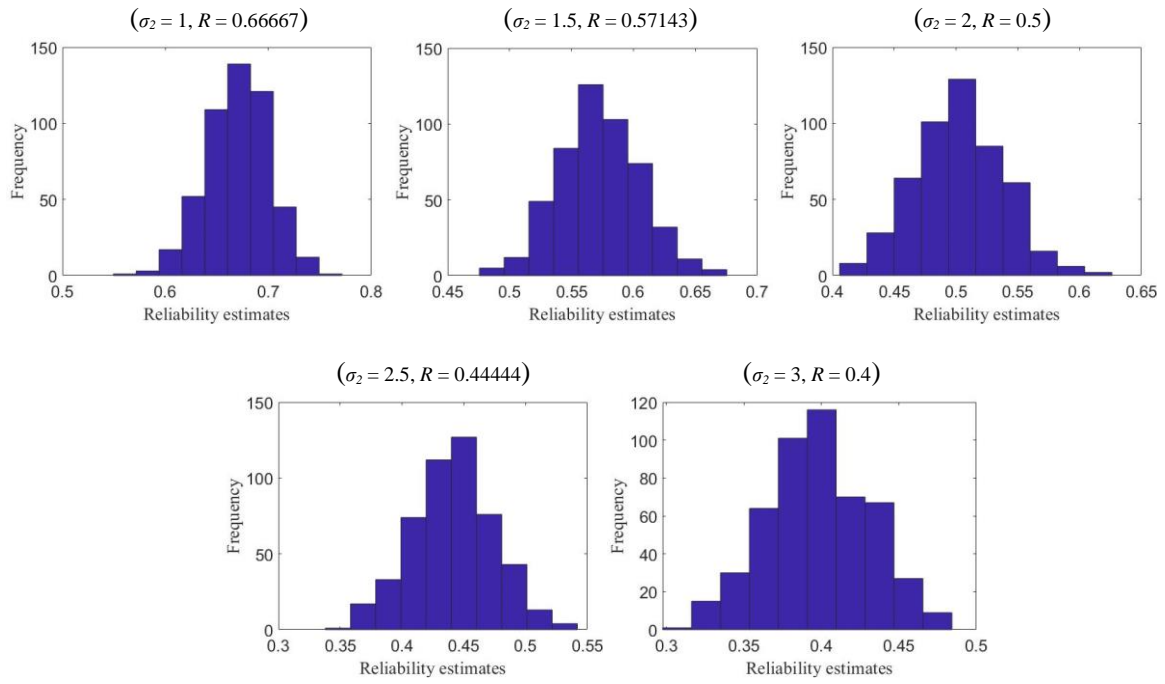 (σ2 = 1, R = 0.66667)
150
100
50
0
Frequency
0.5 0.6 0.7 0.8
Reliability estimates
(σ2 = 1.5, R = 0.57143)
150
100
50
0
Frequency
0.45 0.5 0.55 0.6 0.65 0.7
Reliability estimates
(σ2 = 2, R = 0.5)
150
100
50
0
Frequency
0.4 0.45 0.5 0.55 0.6 0.65
Reliability estimates
(σ2 = 2.5, R = 0.44444)
150
100
50
0
Frequency
0.3 0.35 0.4 0.45 0.5 0.55
Reliability estimates
(σ2 = 3, R = 0.4)
120
100
80
60
40
20
0
Frequency
0.3 0.35 0.4 0.45 0.5
Reliability estimates